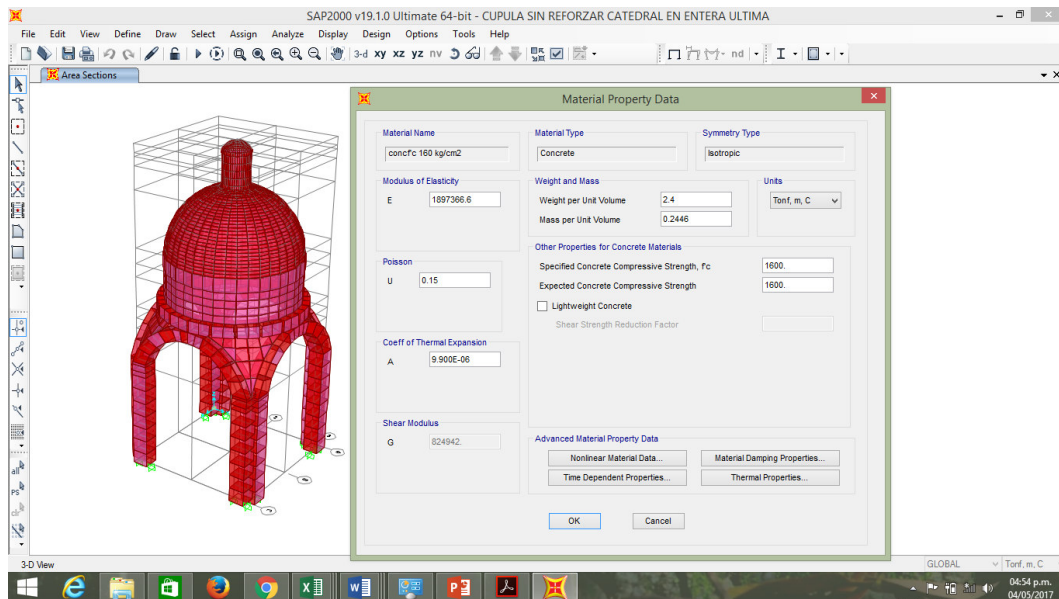 SAP2000 v19.1.0 Ultimate 64-bit - CUPULA SIN REFORZAR CATEDRAL EN ENTERA ULTIMA
File Edit View Define Draw Select Assign Analyze Display Design Options Tools Help
3-d xy xz yz nv nd
Area Sections
Material Property Data
Material Name Material Type Symmetry Type
concf'c 160 kg/cm2 Concrete Isotropic
Modulus of Elasticity Weight and Mass Units
E 1897366.6 Weight per Unit Volume 2.4 Tonf, m, C
Mass per Unit Volume 0.2446
Other Properties for Concrete Materials
Poisson Specified Concrete Compressive Strength, f'c 1600.
U 0.15 Expected Concrete Compressive Strength 1600.
Lightweight Concrete
Shear Strength Reduction Factor
Coeff of Thermal Expansion
A 9.900E-06
Shear Modulus
G 824942. Advanced Material Property Data
Nonlinear Material Data... Material Damping Properties...
Time Dependent Properties... Thermal Properties...
OK Cancel
all
PS
clr
3-D View GLOBAL Tonf, m, C
04:54 p.m.
04/05/2017